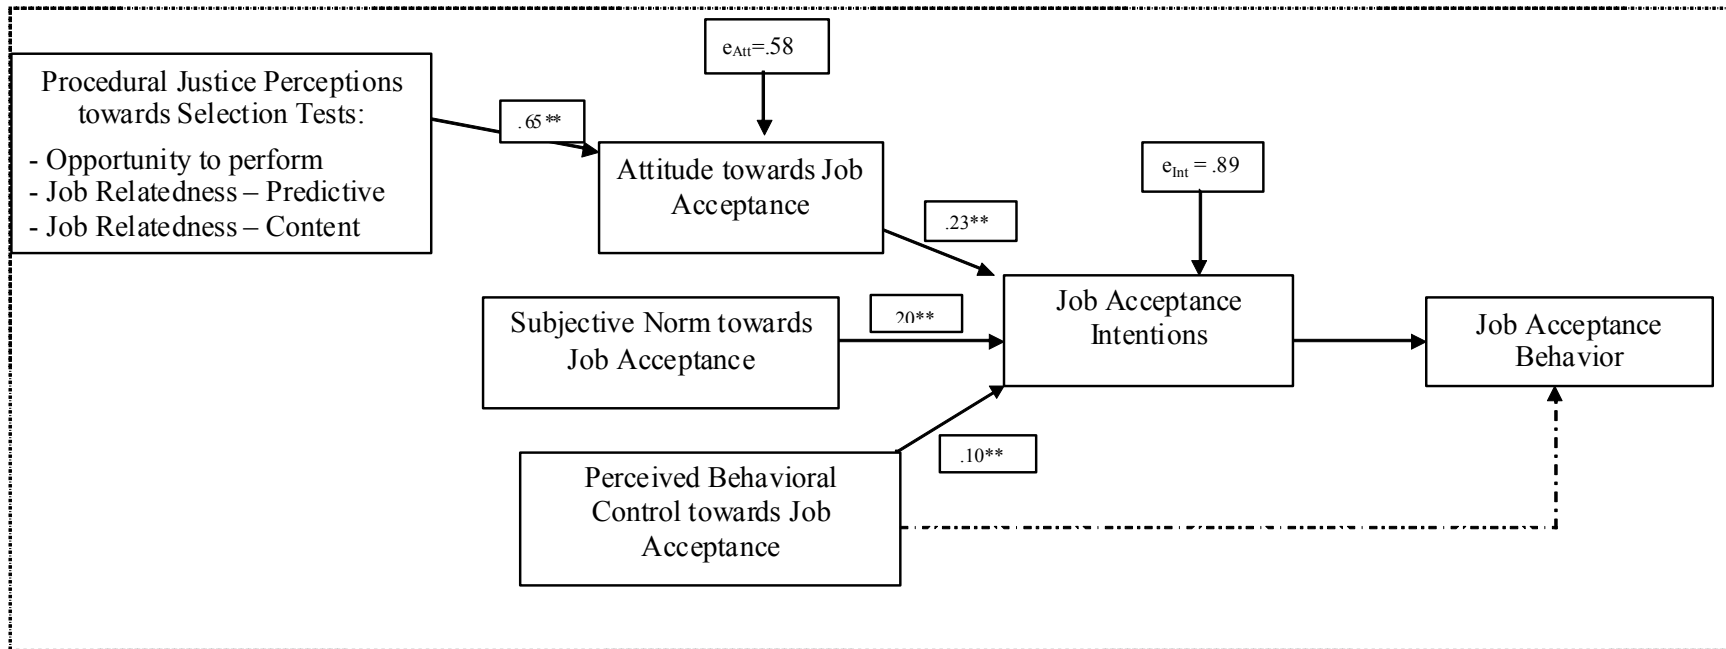 e_Att=.58
Procedural Justice Perceptions
towards Selection Tests:
- Opportunity to perform
- Job Relatedness – Predictive
- Job Relatedness – Content
.65**
Attitude towards Job
Acceptance
e_Int = .89
.23**
Subjective Norm towards
Job Acceptance
20**
Job Acceptance
Intentions
Job Acceptance
Behavior
.10**
Perceived Behavioral
Control towards Job
Acceptance